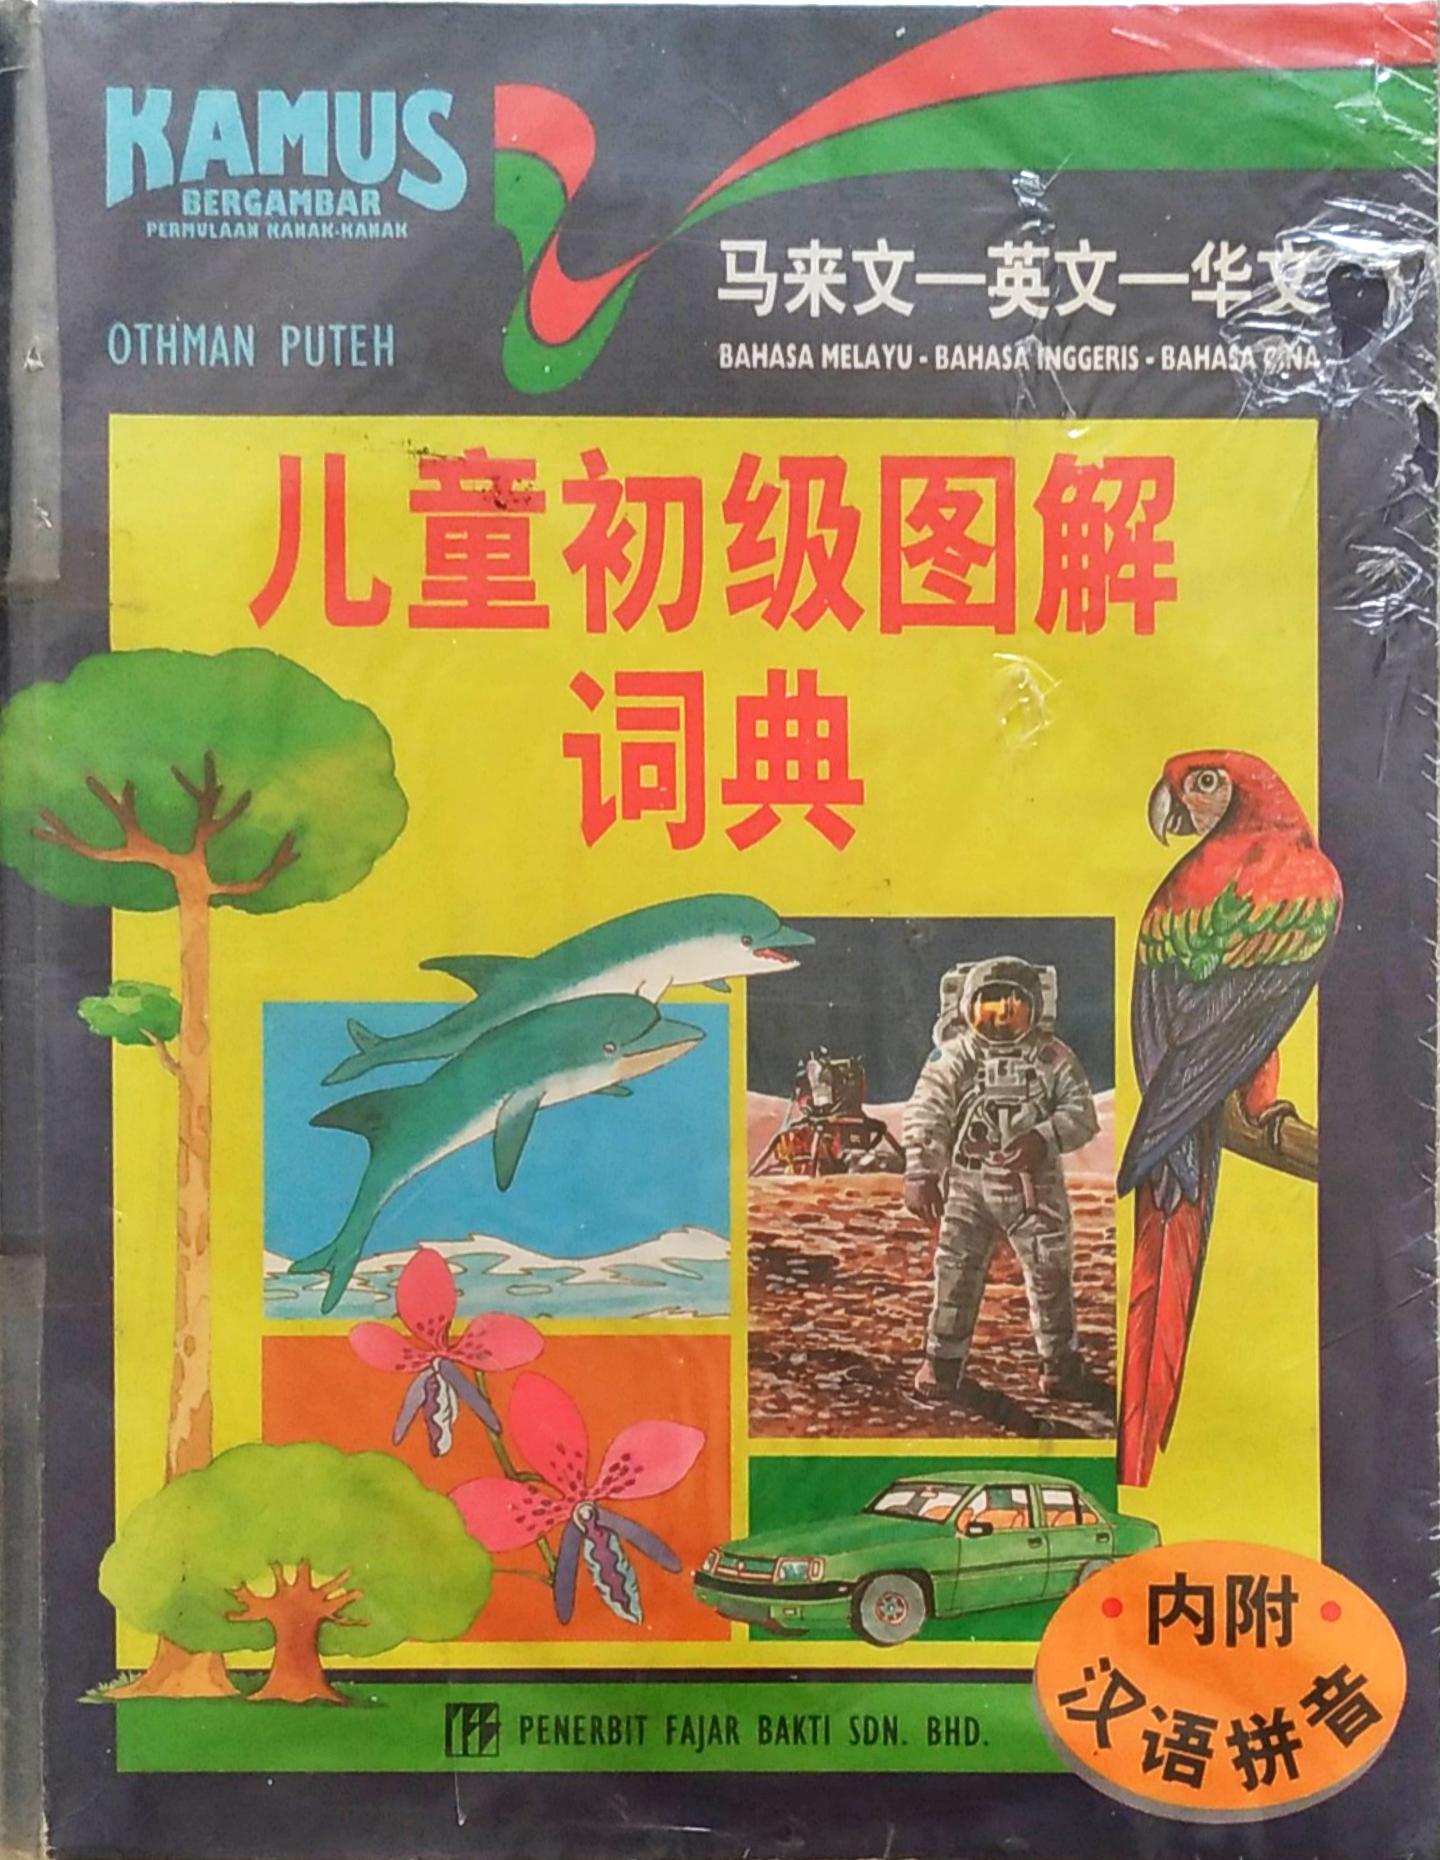 KAMUS
BERGAMBAR
PERMULAAN KANAK-KANAK
OTHMAN PUTEH
马来文—英文—华文
BAHASA MELAYU - BAHASA INGGERIS - BAHASA CINA
儿童初级图解
词典
内附
汉语拼音
PENERBIT FAJAR BAKTI SDN. BHD.